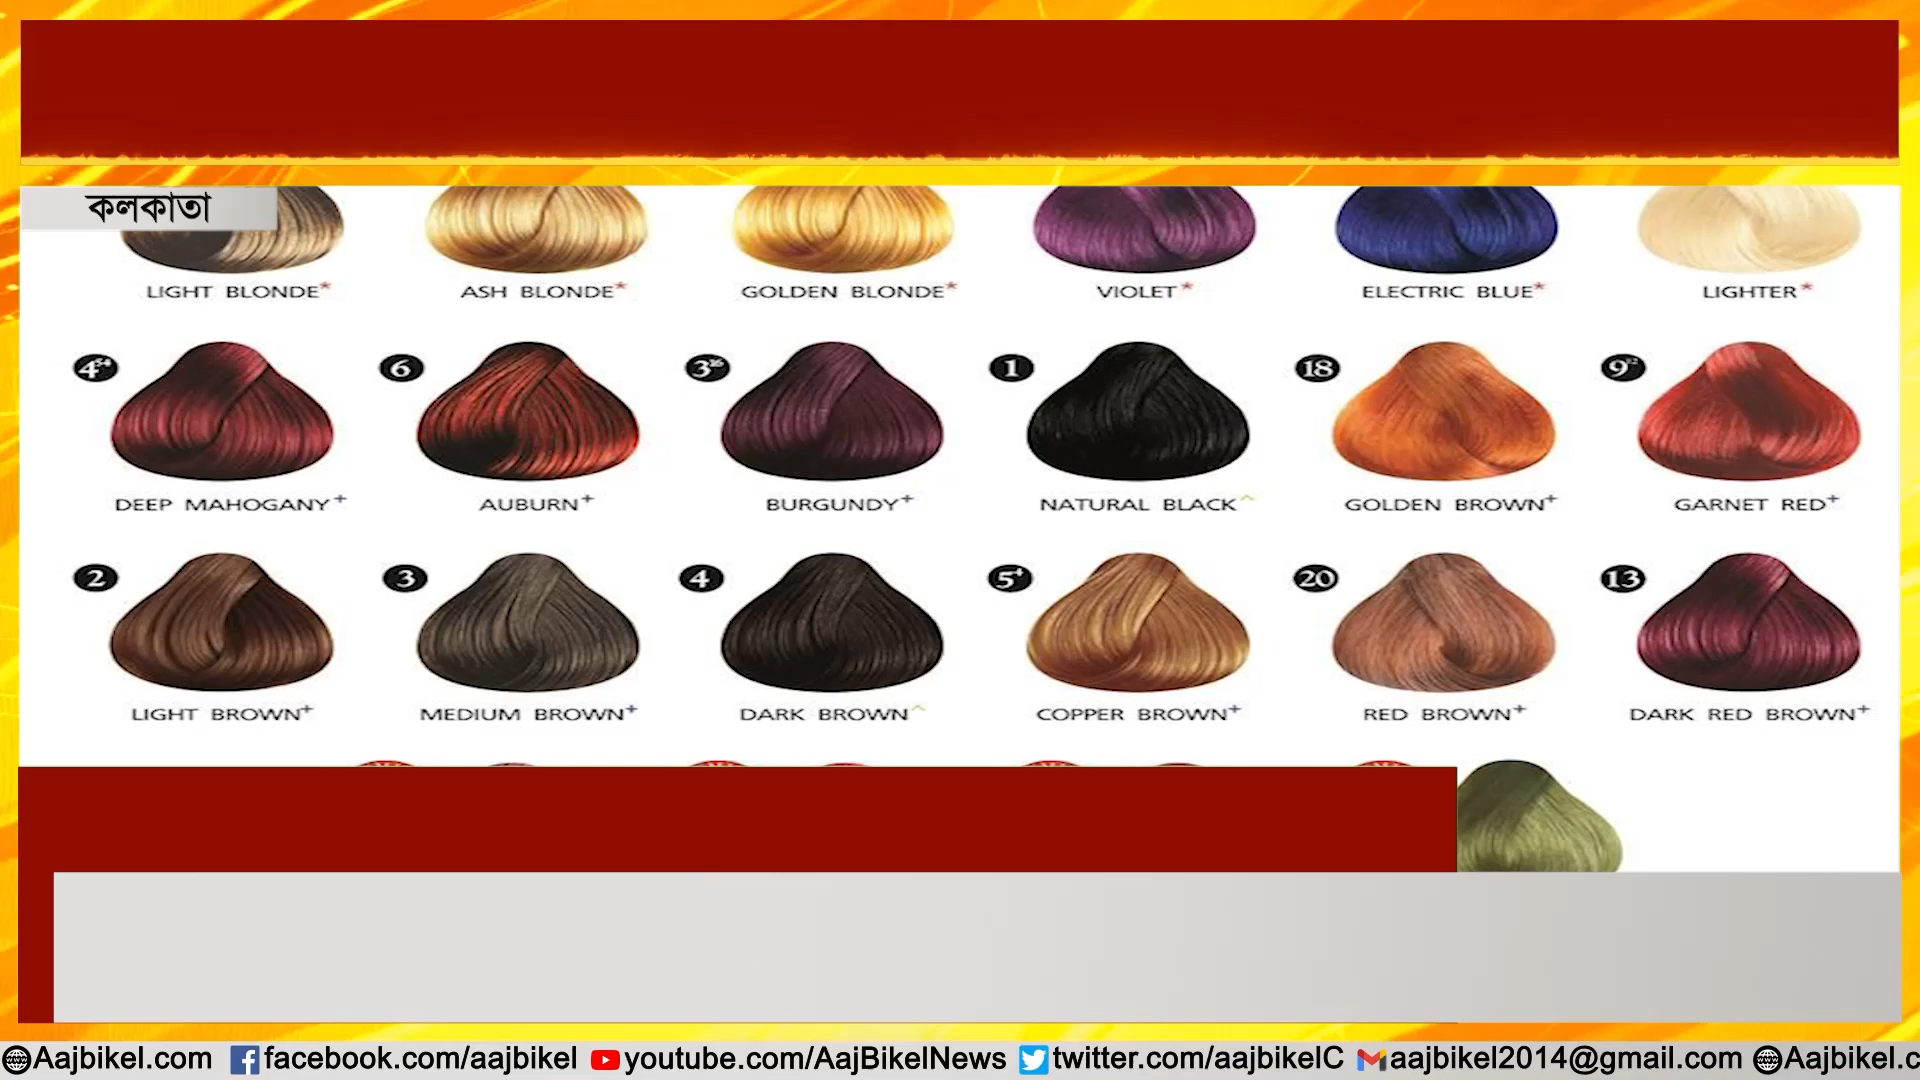 কলকাতা
LIGHT BLONDE* ASH BLONDE* GOLDEN BLONDE* VIOLET* ELECTRIC BLUE* LIGHTER*
4 6 3 1 18 9
DEEP MAHOGANY+ AUBURN+ BURGUNDY+ NATURAL BLACK^ GOLDEN BROWN+ GARNET RED+
2 3 4 5 20 13
LIGHT BROWN+ MEDIUM BROWN+ DARK BROWN^ COPPER BROWN+ RED BROWN+ DARK RED BROWN+
Aajbikel.com facebook.com/aajbikel youtube.com/AajBikelNews twitter.com/aajbikelC aajbikel2014@gmail.com Aajbikel.c